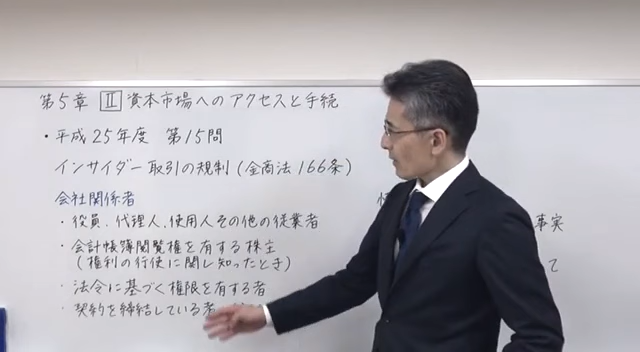 第5章 Ⅱ 資本市場へのアクセスと手続
・平成25年度 第15問
インサイダー取引の規制(金商法166条)
会社関係者
・役員、代理人、使用人その他の従業者
事実
・会計帳簿閲覧権を有する株主
(権利の行使に関し知ったとき)
て
・法令に基づく権限を有する者
・契約を締結している者